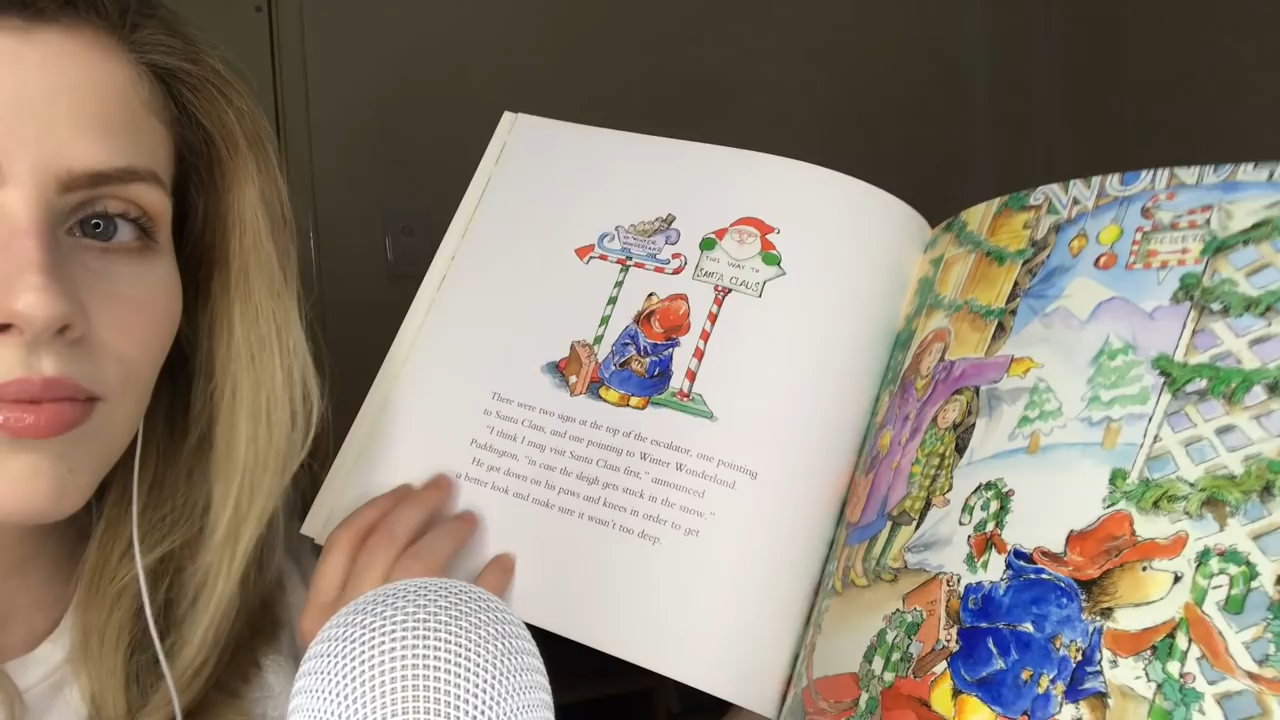 WINTER
WONDERLAND
THIS WAY TO
SANTA CLAUS
There were two signs at the top of the escalator, one pointing
to Santa Claus, and one pointing to Winter Wonderland.
"I think I may visit Santa Claus first," announced
Paddington, "in case the sleigh gets stuck in the snow."
He got down on his paws and knees in order to get
a better look and make sure it wasn't too deep.
TICKETS